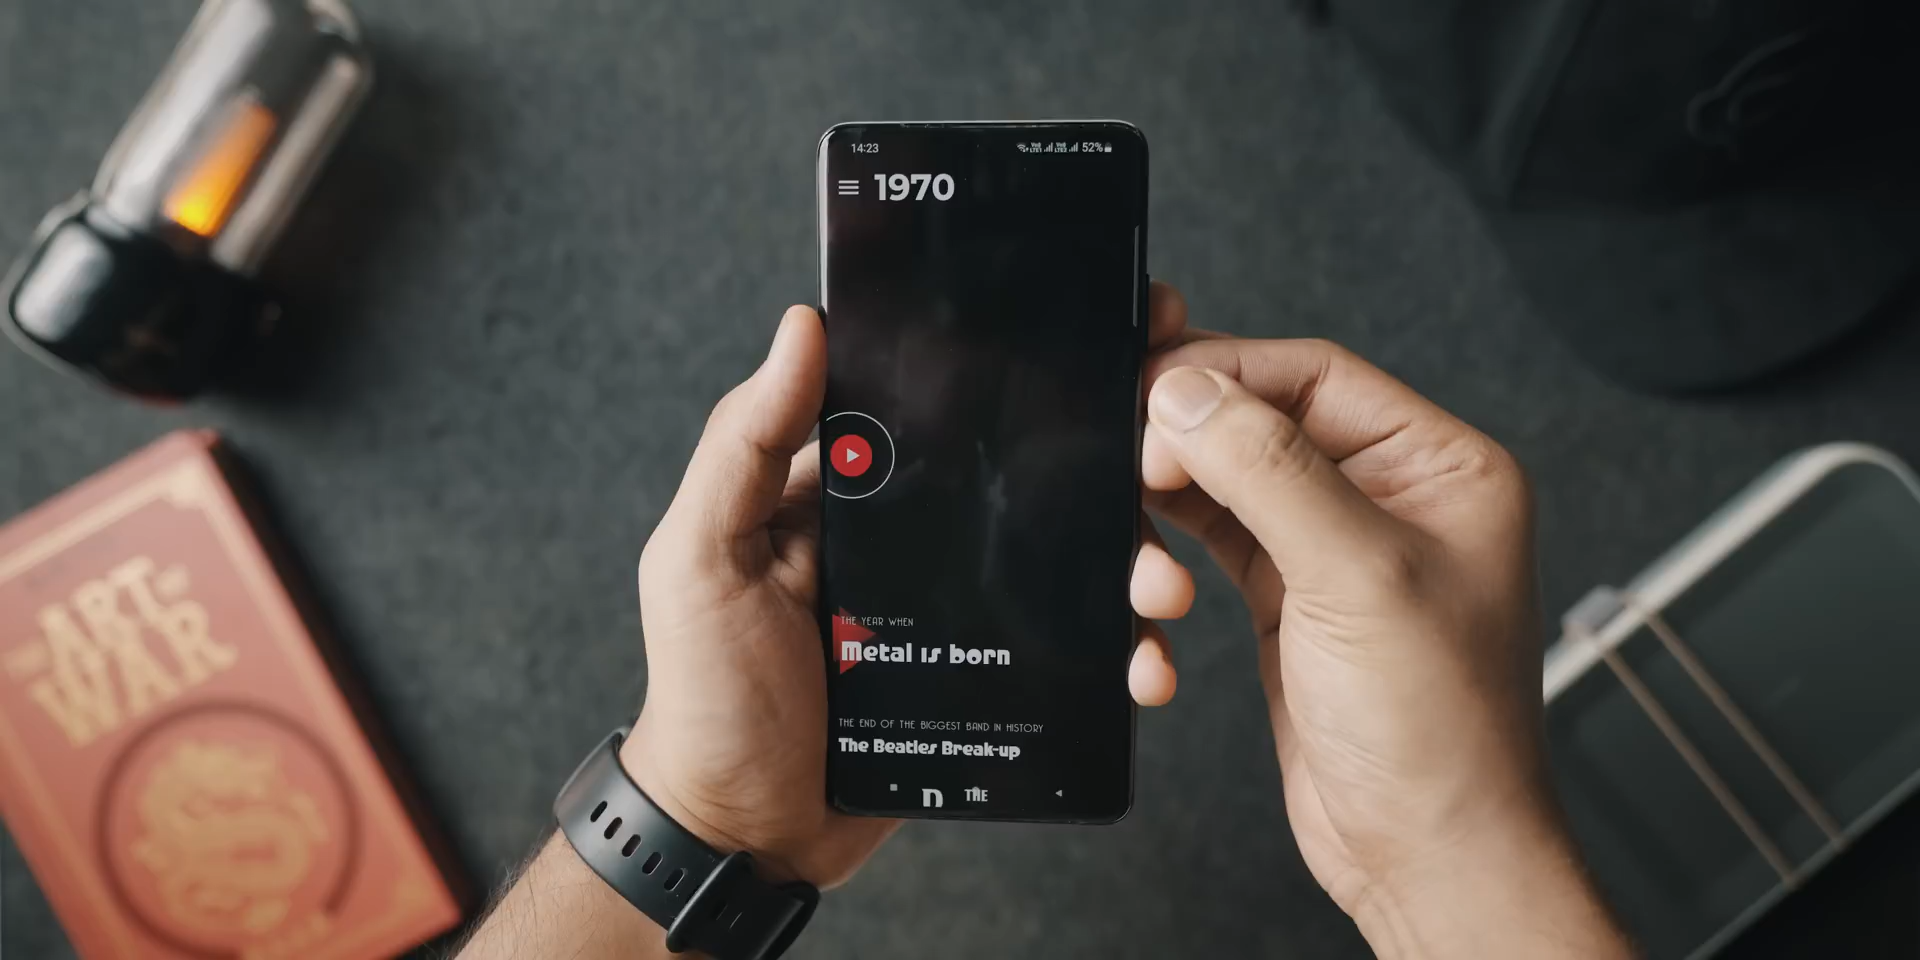 14:23
52%
1970
THE YEAR WHEN
Metal is born
THE END OF THE BIGGEST BAND IN HISTORY
The Beatles Break-up
THE
ART OF
WAR